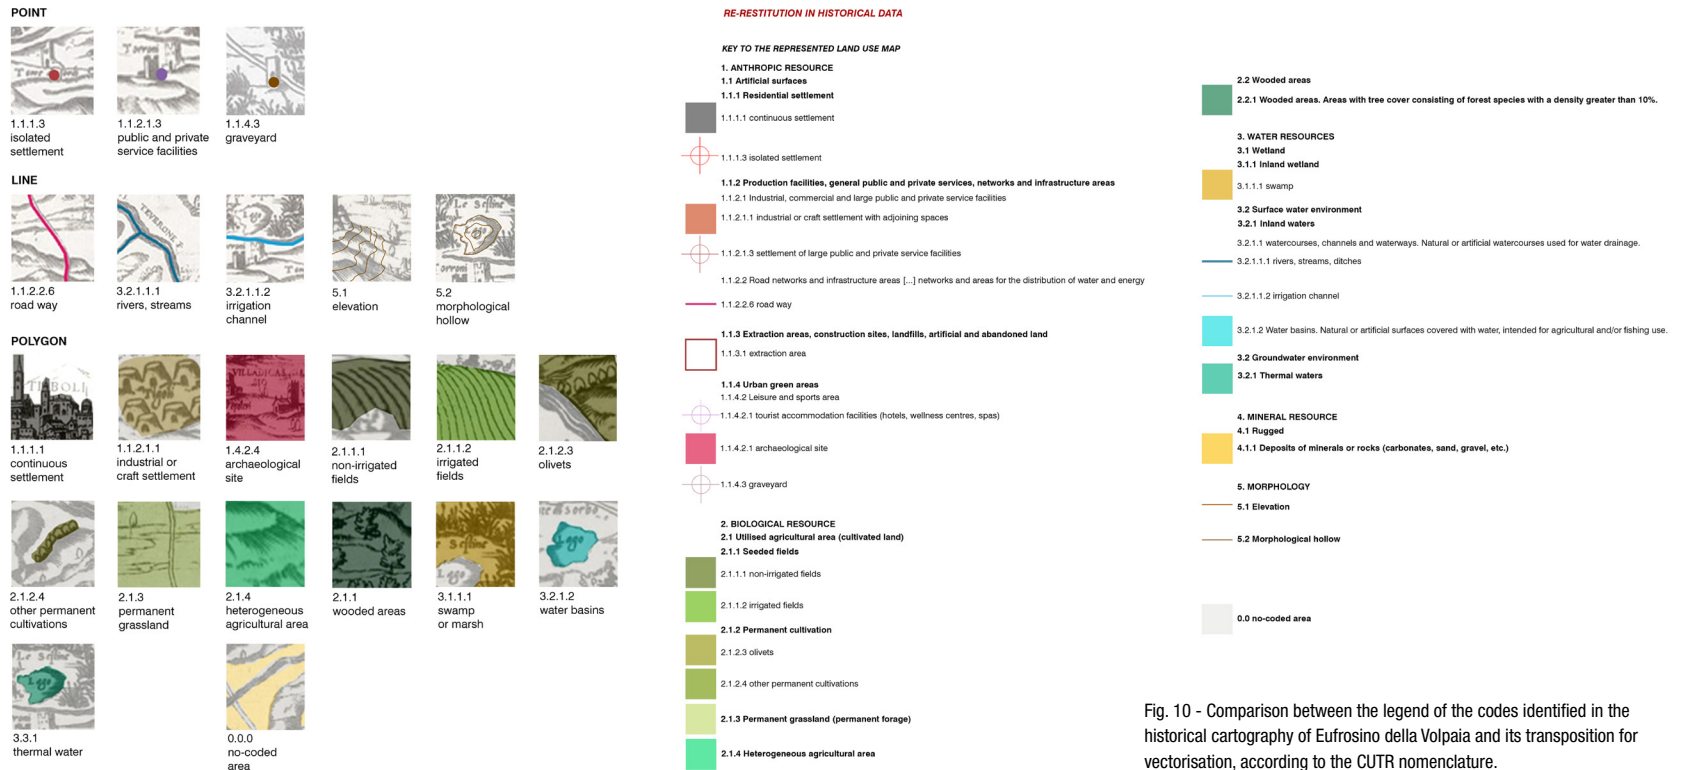 POINT
1.1.1.3
isolated
settlement
1.1.2.1.3
public and private
service facilities
1.1.4.3
graveyard
LINE
TEVERONE
1.1.2.2.6
road way
3.2.1.1.1
rivers, streams
3.2.1.1.2
irrigation
channel
5.1
elevation
5.2
morphological
hollow
POLYGON
1.1.1.1
continuous
settlement
1.1.2.1.1
industrial or
craft settlement
1.4.2.4
archaeological
site
2.1.1.1
non-irrigated
fields
2.1.1.2
irrigated
fields
2.1.2.3
olivets
Lago
2.1.2.4
other permanent
cultivations
2.1.3
permanent
grassland
2.1.4
heterogeneous
agricultural area
2.1.1
wooded areas
3.1.1.1
swamp
or marsh
3.2.1.2
water basins
Lago
3.3.1
thermal water
0.0.0
no-coded
area
RE-RESTITUTION IN HISTORICAL DATA
KEY TO THE REPRESENTED LAND USE MAP
1. ANTHROPIC RESOURCE
1.1 Artificial surfaces
1.1.1 Residential settlement
1.1.1.1 continuous settlement
1.1.1.3 isolated settlement
1.1.2 Production facilities, general public and private services, networks and infrastructure areas
1.1.2.1 Industrial, commercial and large public and private service facilities
1.1.2.1.1 industrial or craft settlement with adjoining spaces
1.1.2.1.3 settlement of large public and private service facilities
1.1.2.2 Road networks and infrastructure areas [...] networks and areas for the distribution of water and energy
1.1.2.2.6 road way
1.1.3 Extraction areas, construction sites, landfills, artificial and abandoned land
1.1.3.1 extraction area
1.1.4 Urban green areas
1.1.4.2 Leisure and sports area
1.1.4.2.1 tourist accommodation facilities (hotels, wellness centres, spas)
1.1.4.2.1 archaeological site
1.1.4.3 graveyard
2. BIOLOGICAL RESOURCE
2.1 Utilised agricultural area (cultivated land)
2.1.1 Seeded fields
2.1.1.1 non-irrigated fields
2.1.1.2 irrigated fields
2.1.2 Permanent cultivation
2.1.2.3 olivets
2.1.2.4 other permanent cultivations
2.1.3 Permanent grassland (permanent forage)
2.1.4 Heterogeneous agricultural area
2.2 Wooded areas
2.2.1 Wooded areas. Areas with tree cover consisting of forest species with a density greater than 10%.
3. WATER RESOURCES
3.1 Wetland
3.1.1 Inland wetland
3.1.1.1 swamp
3.2 Surface water environment
3.2.1 Inland waters
3.2.1.1 watercourses, channels and waterways. Natural or artificial watercourses used for water drainage.
3.2.1.1.1 rivers, streams, ditches
3.2.1.1.2 irrigation channel
3.2.1.2 Water basins. Natural or artificial surfaces covered with water, intended for agricultural and/or fishing use.
3.2 Groundwater environment
3.2.1 Thermal waters
4. MINERAL RESOURCE
4.1 Rugged
4.1.1 Deposits of minerals or rocks (carbonates, sand, gravel, etc.)
5. MORPHOLOGY
5.1 Elevation
5.2 Morphological hollow
0.0 no-coded area
Fig. 10 - Comparison between the legend of the codes identified in the
historical cartography of Eufrosino della Volpaia and its transposition for
vectorisation, according to the CUTR nomenclature.